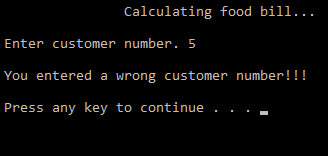 Calculating food bill...
Enter customer number. 5
You entered a wrong customer number!!!
Press any key to continue . . .